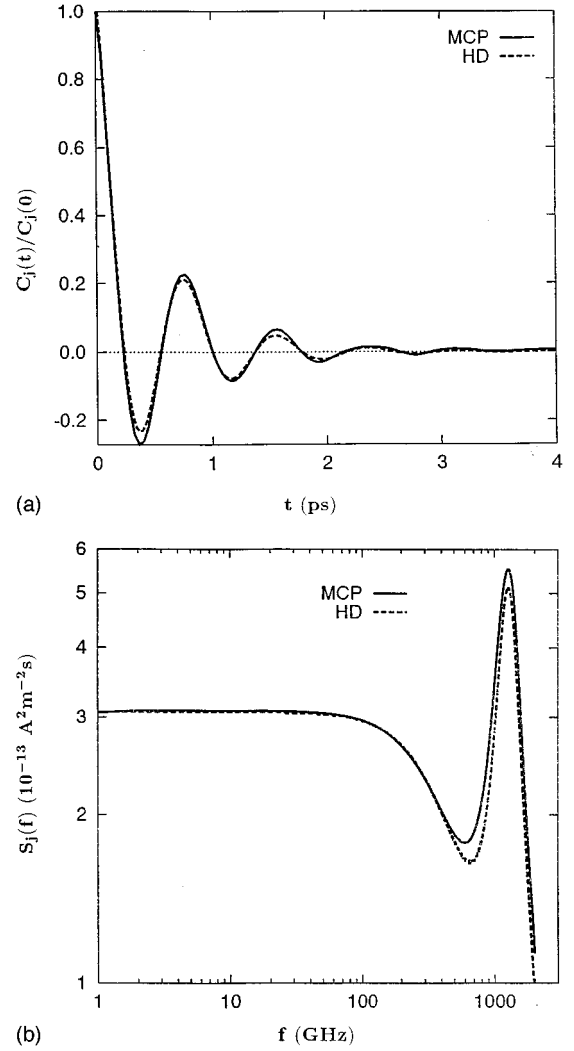 1.0
0.8
0.6
0.4
0.2
0.0
-0.2
C_j(t)/C_j(0)
MCP
HD
0 1 2 3 4
t (ps)
(a)
6
5
4
3
2
1
S_j(f) (10⁻¹³ A²m⁻²s)
MCP
HD
1 10 100 1000
f (GHz)
(b)